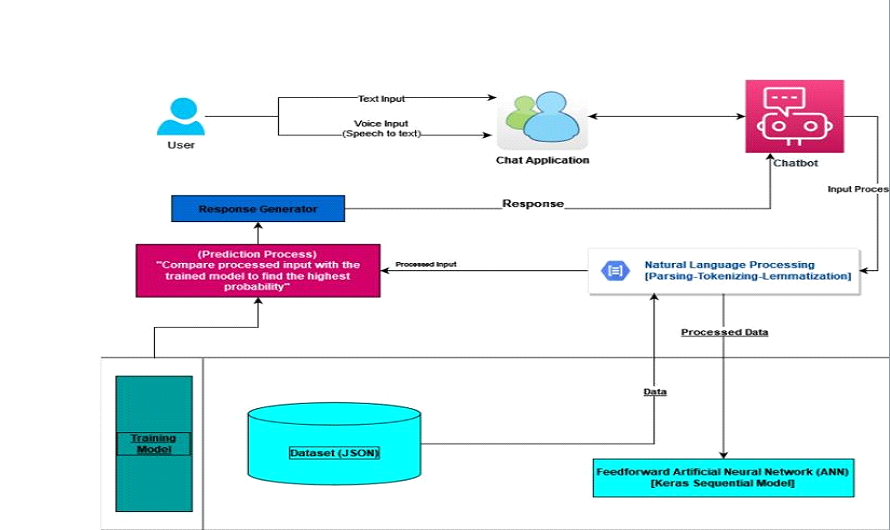 Text Input
Voice Input
(Speech to text)
User
Chat Application
Chatbot
Input Proces
Response Generator
Response
(Prediction Process)
"Compare processed input with the
trained model to find the highest
probability"
Processed Input
Natural Language Processing
[Parsing-Tokenizing-Lemmatization]
Processed Data
Data
Training
Model
Dataset (JSON)
Feedforward Artificial Neural Network (ANN)
[Keras Sequential Model]